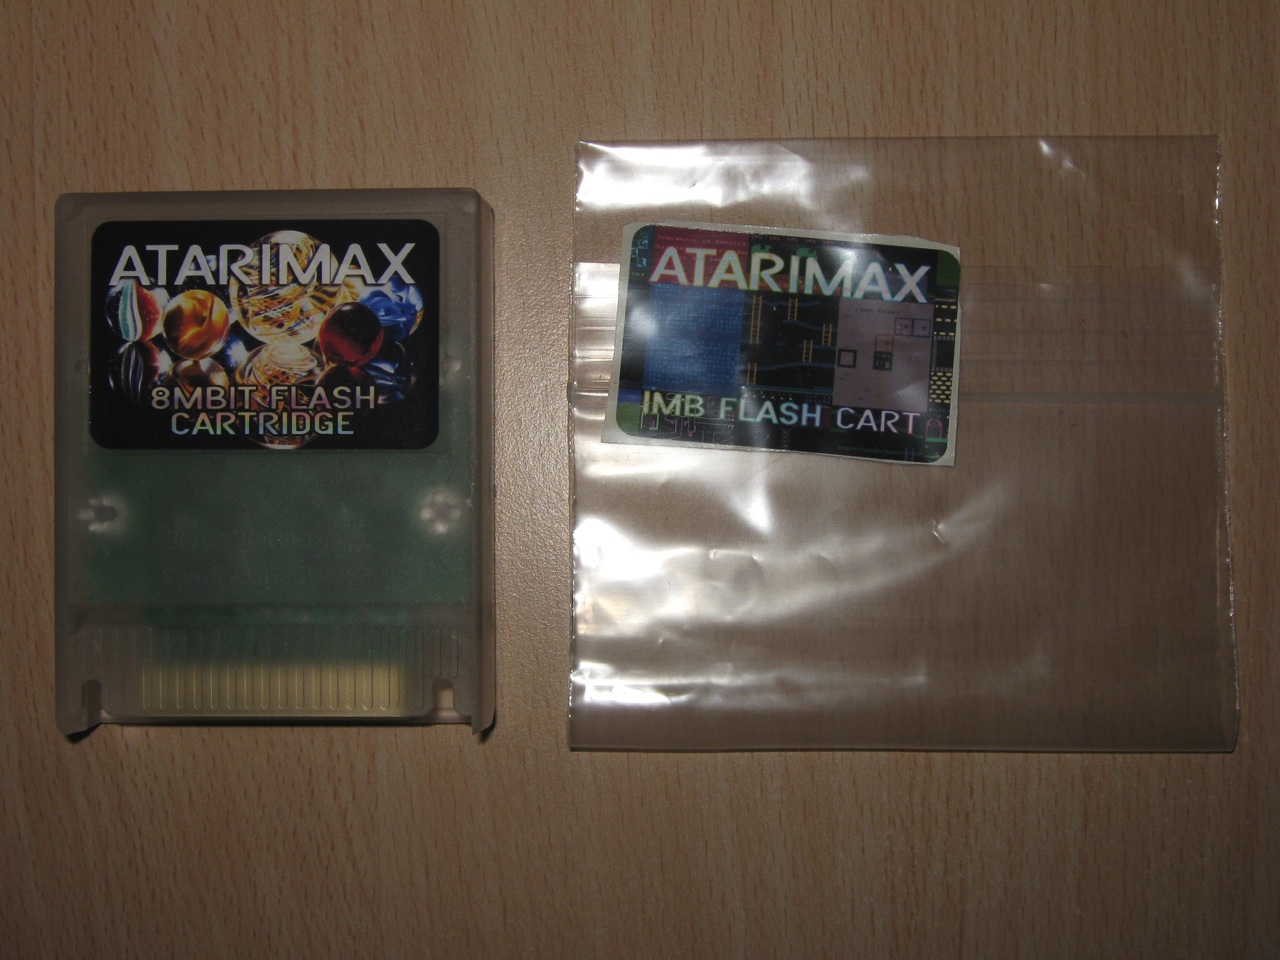 ATARIMAX
8MBIT FLASH
CARTRIDGE
ATARIMAX
1MB FLASH CART